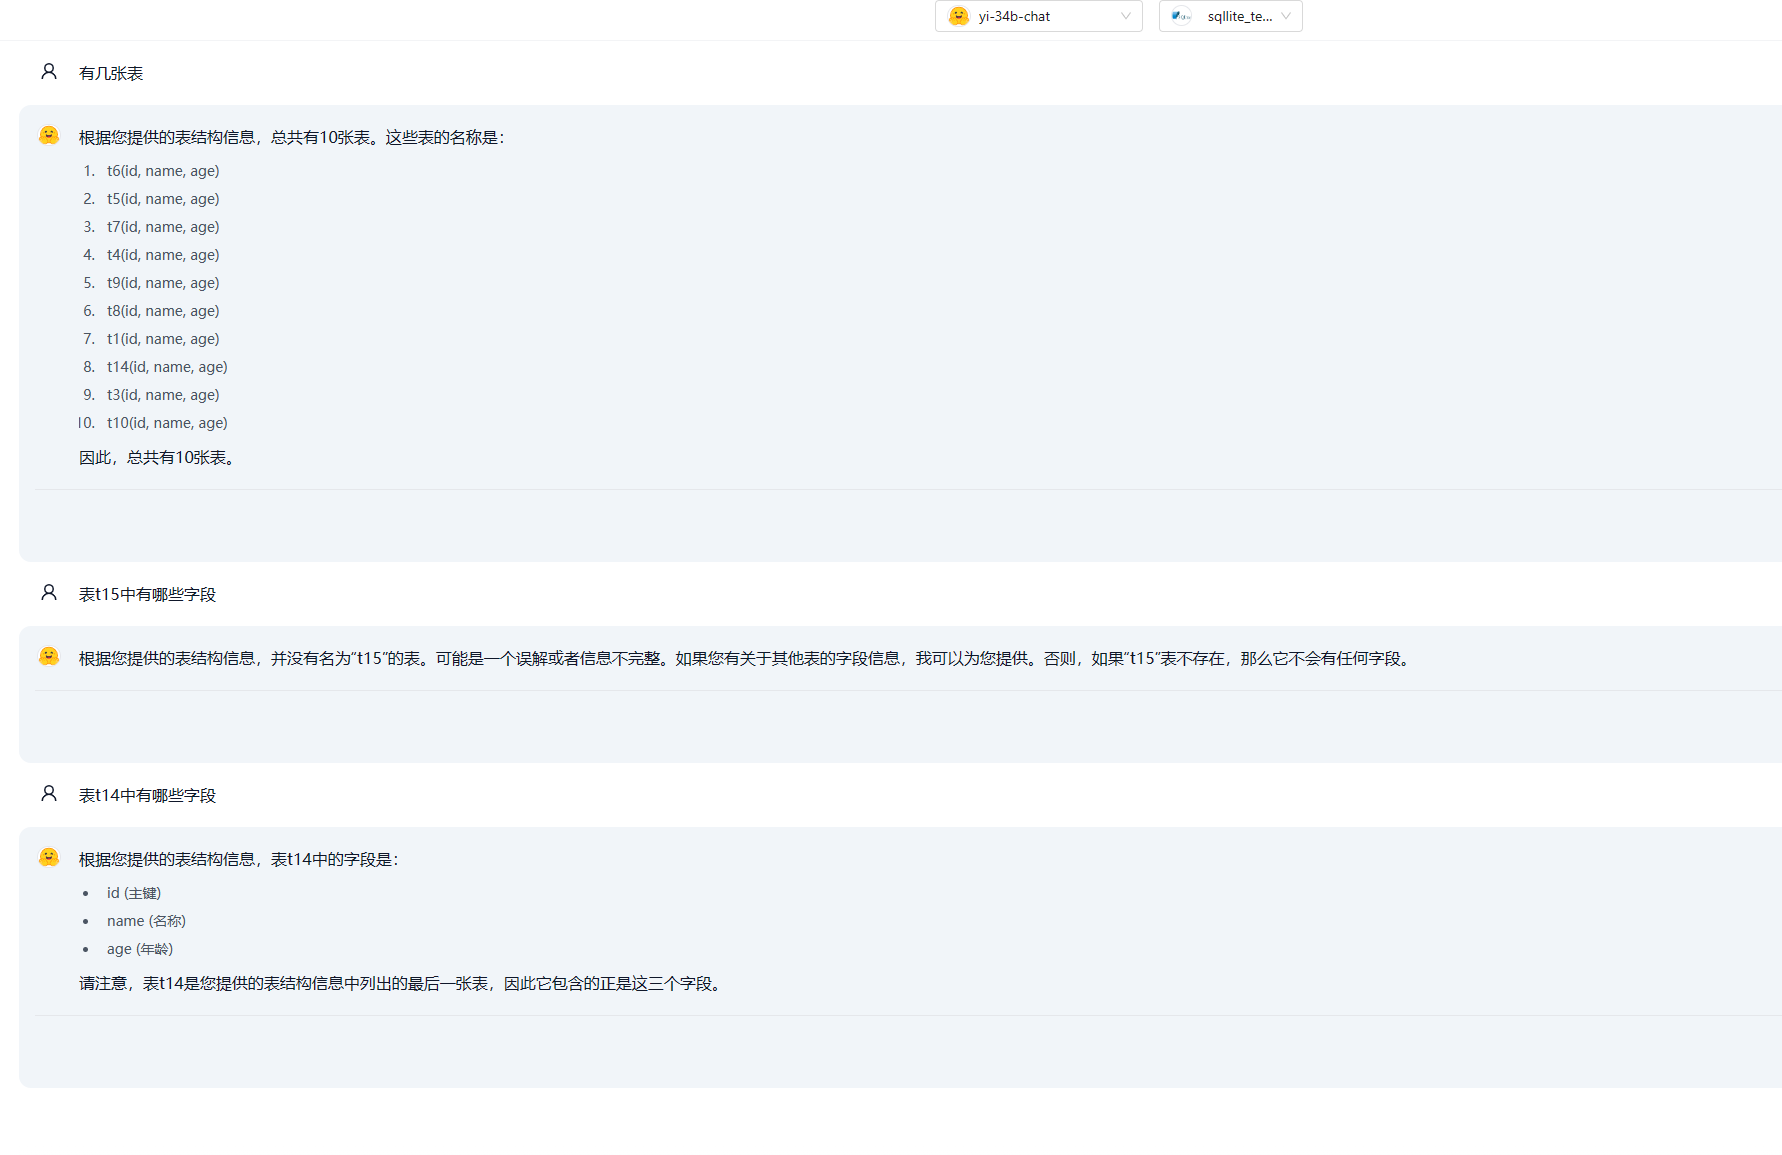 yi-34b-chat
sqllite_te...
有几张表
根据您提供的表结构信息，总共有10张表。这些表的名称是：
1. t6(id, name, age)
2. t5(id, name, age)
3. t7(id, name, age)
4. t4(id, name, age)
5. t9(id, name, age)
6. t8(id, name, age)
7. t1(id, name, age)
8. t14(id, name, age)
9. t3(id, name, age)
10. t10(id, name, age)
因此，总共有10张表。
表t15中有哪些字段
根据您提供的表结构信息，并没有名为“t15”的表。可能是一个误解或者信息不完整。如果您有关于其他表的字段信息，我可以为您提供。否则，如果“t15”表不存在，那么它不会有任何字段。
表t14中有哪些字段
根据您提供的表结构信息，表t14中的字段是：
• id (主键)
• name (名称)
• age (年龄)
请注意，表t14是您提供的表结构信息中列出的最后一张表，因此它包含的正是这三个字段。